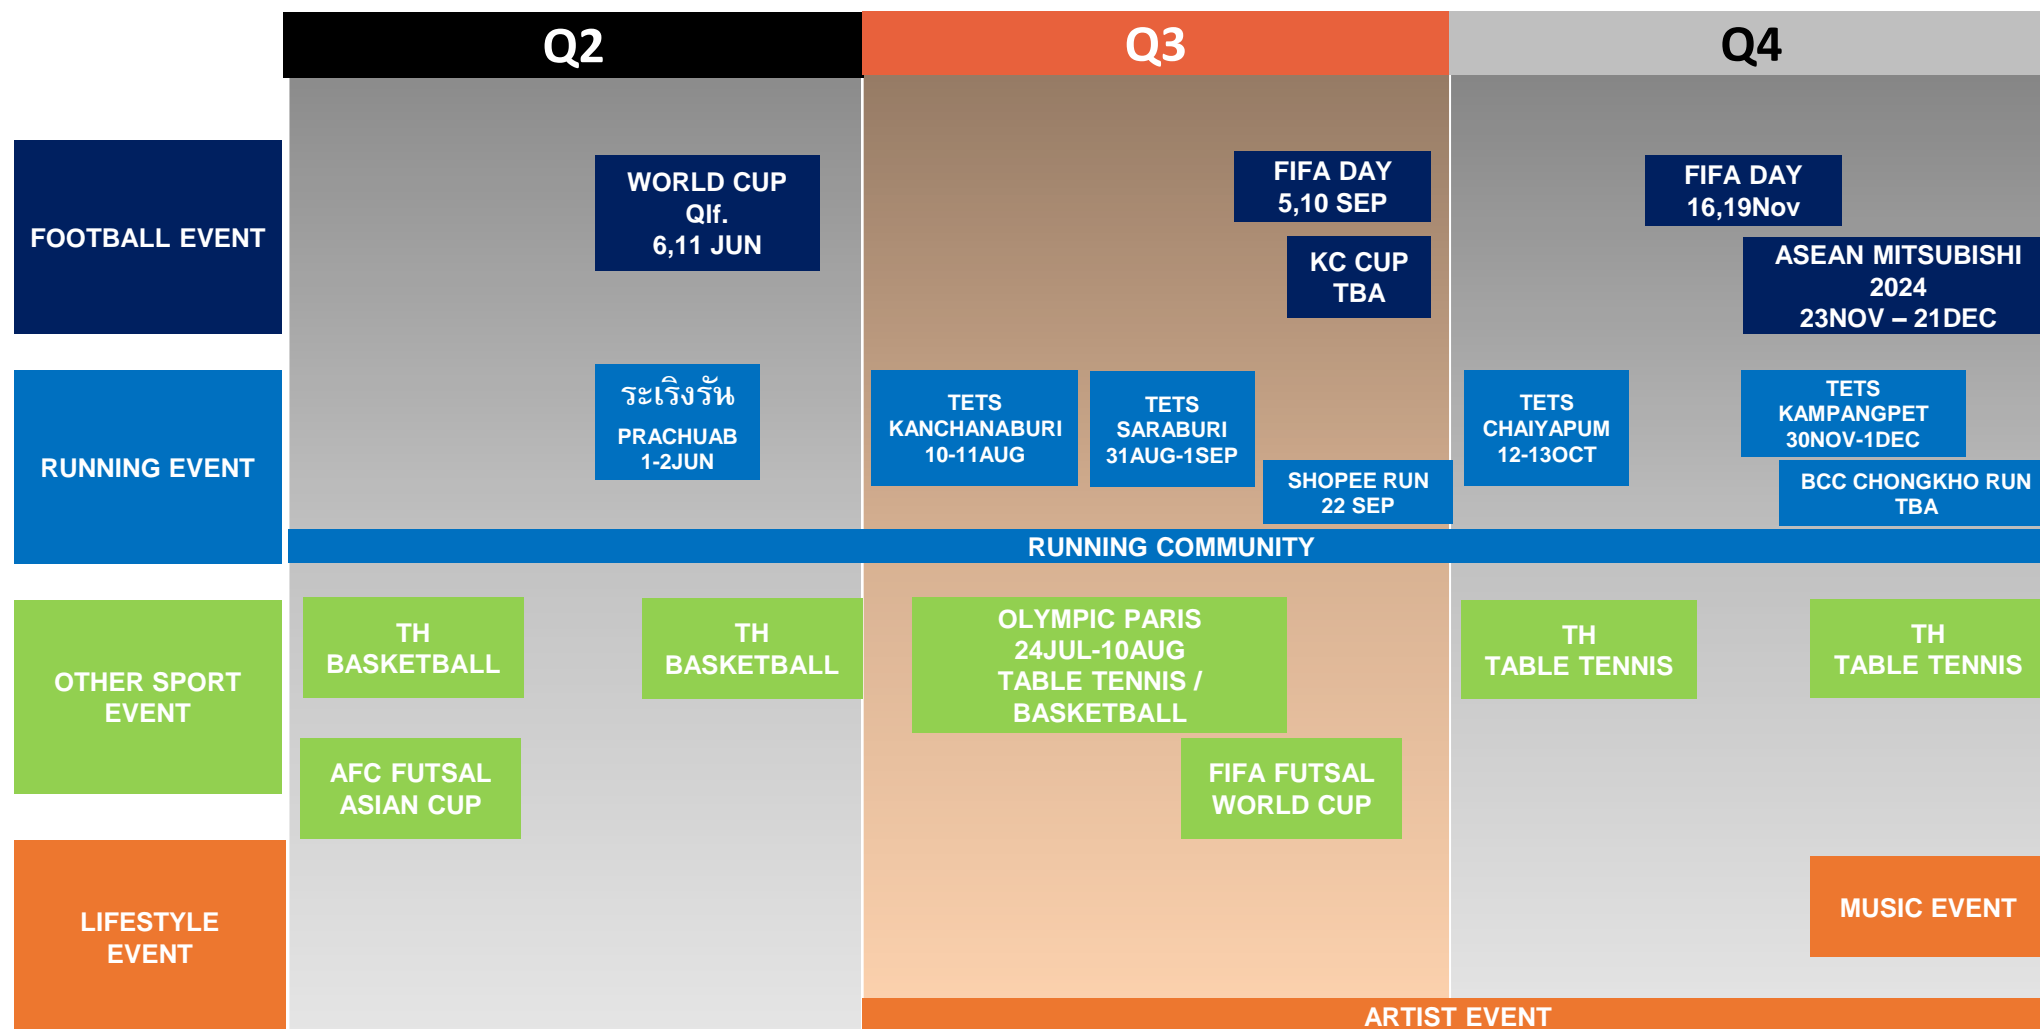 Q2
Q3
Q4
FOOTBALL EVENT
WORLD CUP
Qlf.
6,11 JUN
FIFA DAY
5,10 SEP
KC CUP
TBA
FIFA DAY
16,19Nov
ASEAN MITSUBISHI
2024
23NOV – 21DEC
RUNNING EVENT
ระเริงรัน
PRACHUAB
1-2JUN
TETS
KANCHANABURI
10-11AUG
TETS
SARABURI
31AUG-1SEP
SHOPEE RUN
22 SEP
TETS
CHAIYAPUM
12-13OCT
TETS
KAMPANGPET
30NOV-1DEC
BCC CHONGKHO RUN
TBA
RUNNING COMMUNITY
OTHER SPORT
EVENT
TH
BASKETBALL
TH
BASKETBALL
AFC FUTSAL
ASIAN CUP
OLYMPIC PARIS
24JUL-10AUG
TABLE TENNIS /
BASKETBALL
FIFA FUTSAL
WORLD CUP
TH
TABLE TENNIS
TH
TABLE TENNIS
LIFESTYLE
EVENT
MUSIC EVENT
ARTIST EVENT